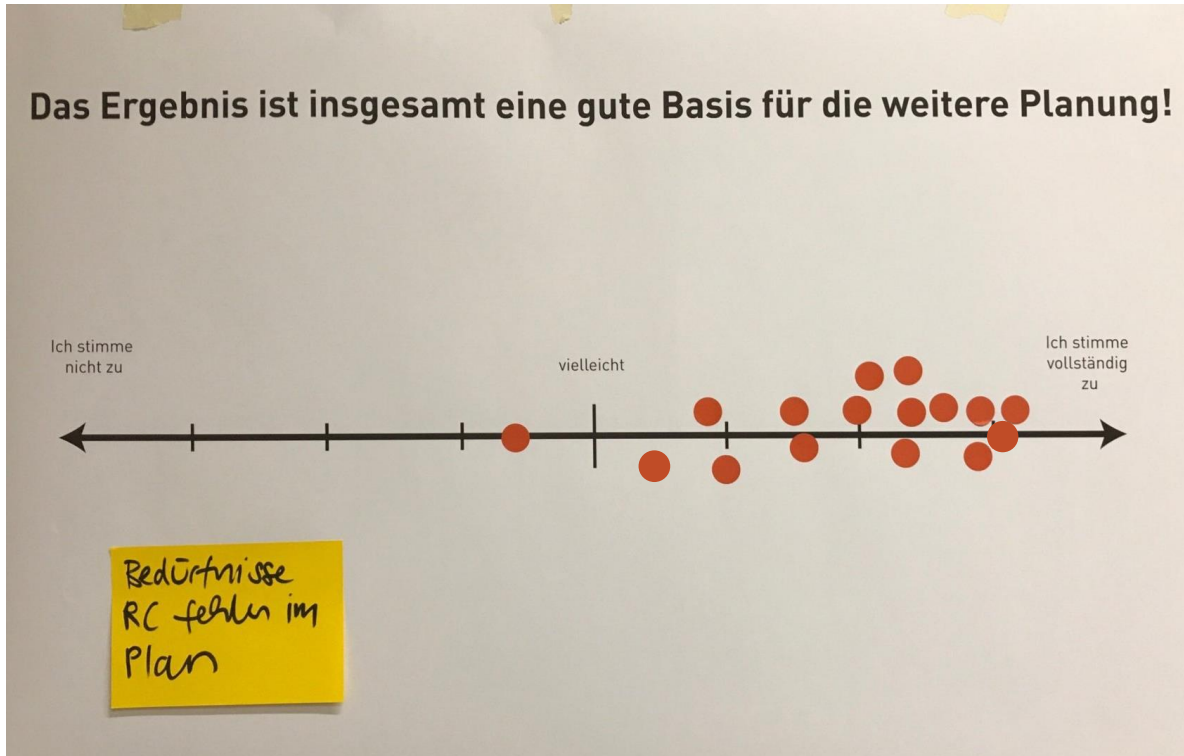 Das Ergebnis ist insgesamt eine gute Basis für die weitere Planung!
Ich stimme
nicht zu
vielleicht
Ich stimme
vollständig
zu
Bedürfnisse
RC fehlen im
Plan